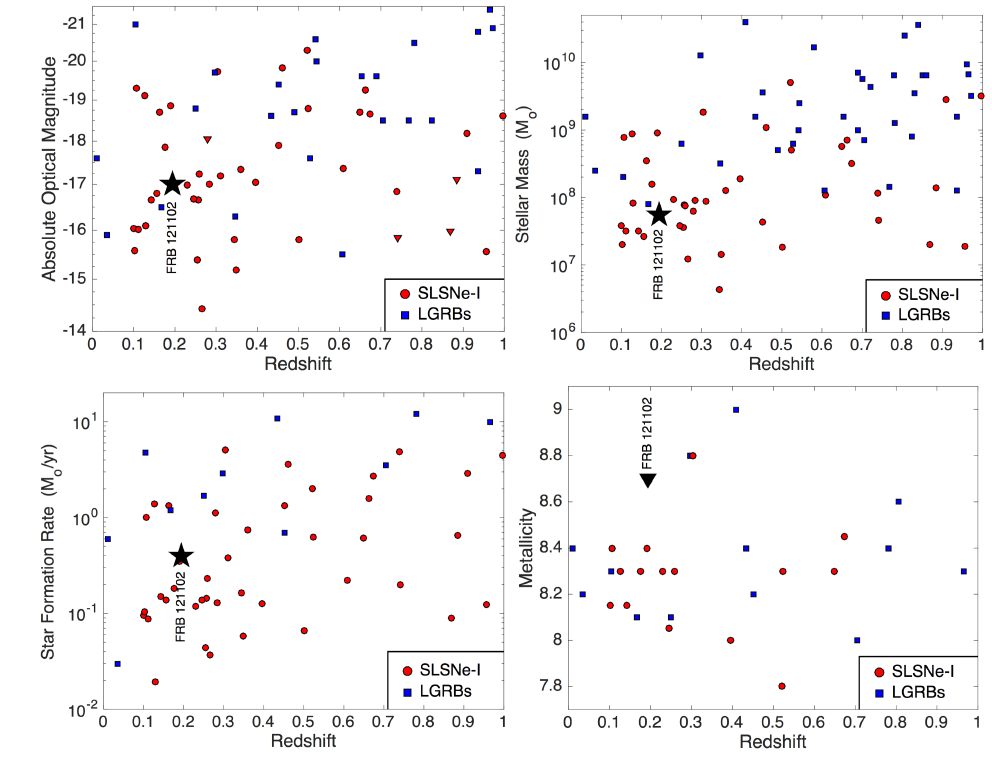 -21
-20
-19
-18
-17
-16
-15
-14
Absolute Optical Magnitude
FRB 121102
SLSNe-I
LGRBs
0 0.1 0.2 0.3 0.4 0.5 0.6 0.7 0.8 0.9 1
Redshift
10^10
10^9
10^8
10^7
10^6
Stellar Mass (M_o)
FRB 121102
SLSNe-I
LGRBs
0 0.1 0.2 0.3 0.4 0.5 0.6 0.7 0.8 0.9 1
Redshift
10^1
10^0
10^-1
10^-2
Star Formation Rate (M_o/yr)
FRB 121102
SLSNe-I
LGRBs
0 0.1 0.2 0.3 0.4 0.5 0.6 0.7 0.8 0.9 1
Redshift
9
8.8
8.6
8.4
8.2
8
7.8
Metallicity
FRB 121102
SLSNe-I
LGRBs
0 0.1 0.2 0.3 0.4 0.5 0.6 0.7 0.8 0.9 1
Redshift